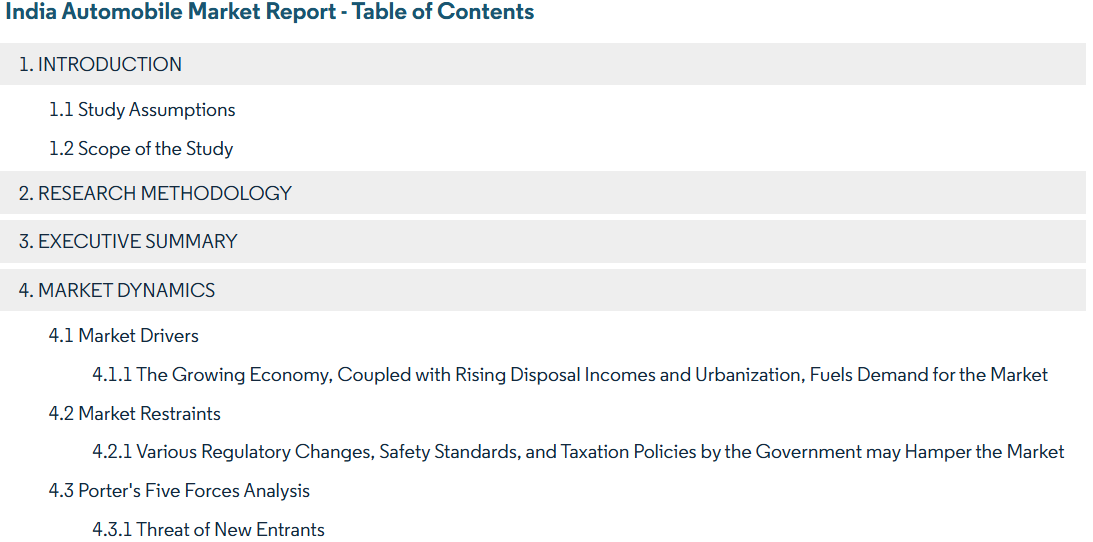 India Automobile Market Report - Table of Contents
1. INTRODUCTION
1.1 Study Assumptions
1.2 Scope of the Study
2. RESEARCH METHODOLOGY
3. EXECUTIVE SUMMARY
4. MARKET DYNAMICS
4.1 Market Drivers
4.1.1 The Growing Economy, Coupled with Rising Disposal Incomes and Urbanization, Fuels Demand for the Market
4.2 Market Restraints
4.2.1 Various Regulatory Changes, Safety Standards, and Taxation Policies by the Government may Hamper the Market
4.3 Porter's Five Forces Analysis
4.3.1 Threat of New Entrants